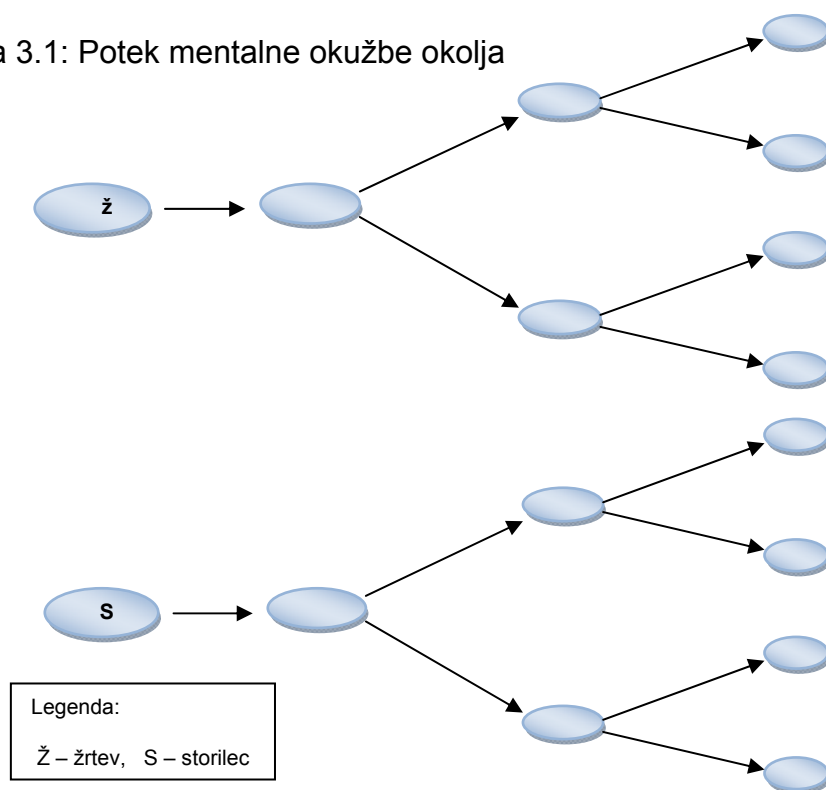 a 3.1: Potek mentalne okužbe okolja
ž
S
Legenda:
Ž – žrtev, S – storilec